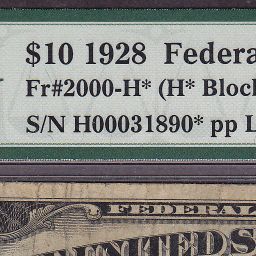 $10 1928 Federa
Fr#2000-H* (H* Block
S/N H00031890* pp L
FEDERAL
UNITED S